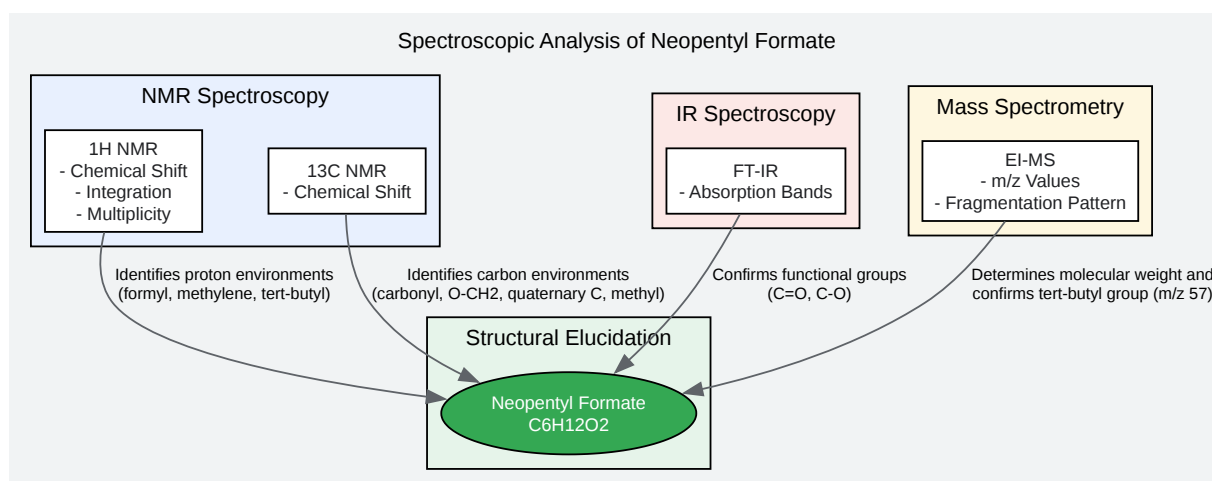 Spectroscopic Analysis of Neopentyl Formate
NMR Spectroscopy
1H NMR
- Chemical Shift
- Integration
- Multiplicity
13C NMR
- Chemical Shift
IR Spectroscopy
FT-IR
- Absorption Bands
Mass Spectrometry
EI-MS
- m/z Values
- Fragmentation Pattern
Identifies proton environments
(formyl, methylene, tert-butyl)
Identifies carbon environments
(carbonyl, O-CH2, quaternary C, methyl)
Confirms functional groups
(C=O, C-O)
Determines molecular weight and
confirms tert-butyl group (m/z 57)
Structural Elucidation
Neopentyl Formate
C6H12O2